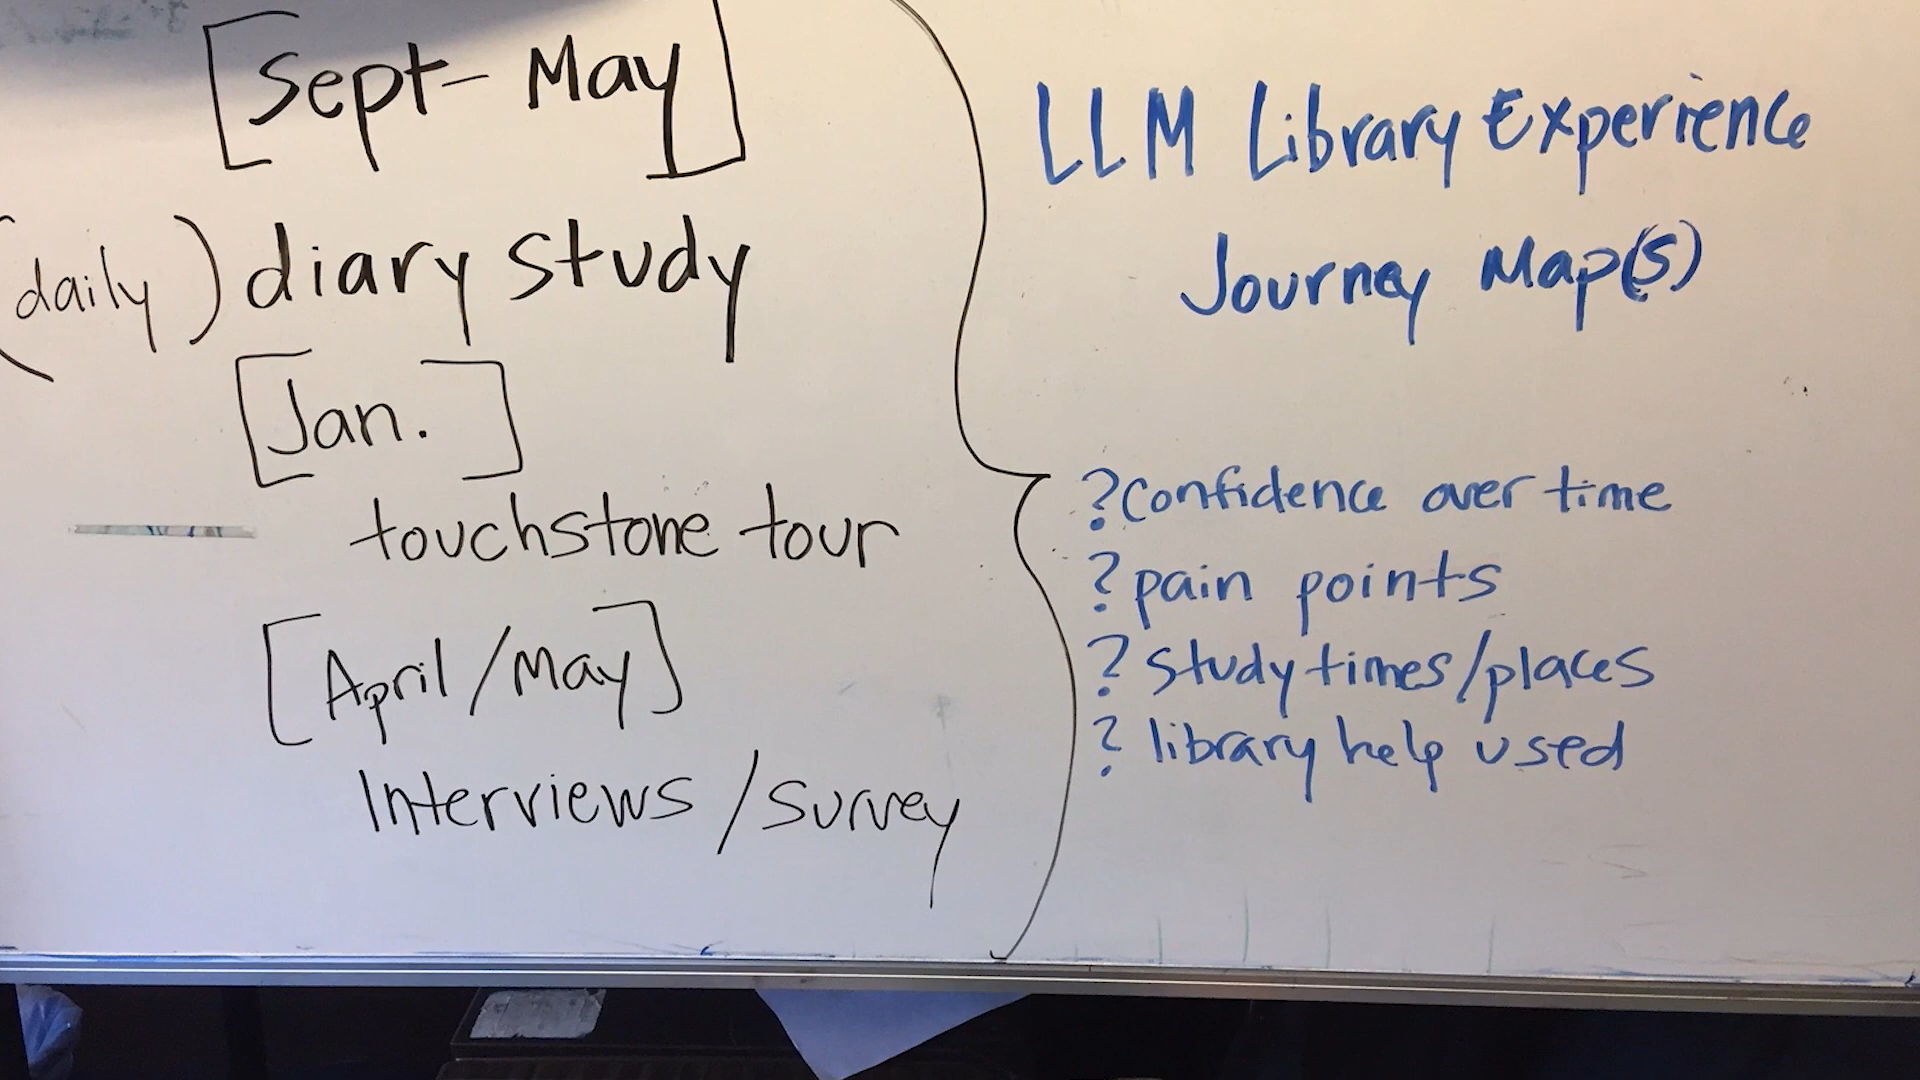 [Sept- May]
(daily) diary study
[Jan. ]
touchstone tour
[April/May]
Interviews/survey
LLM Library Experience
Journey Map(s)
? confidence over time
? pain points
? study times/places
? library help used